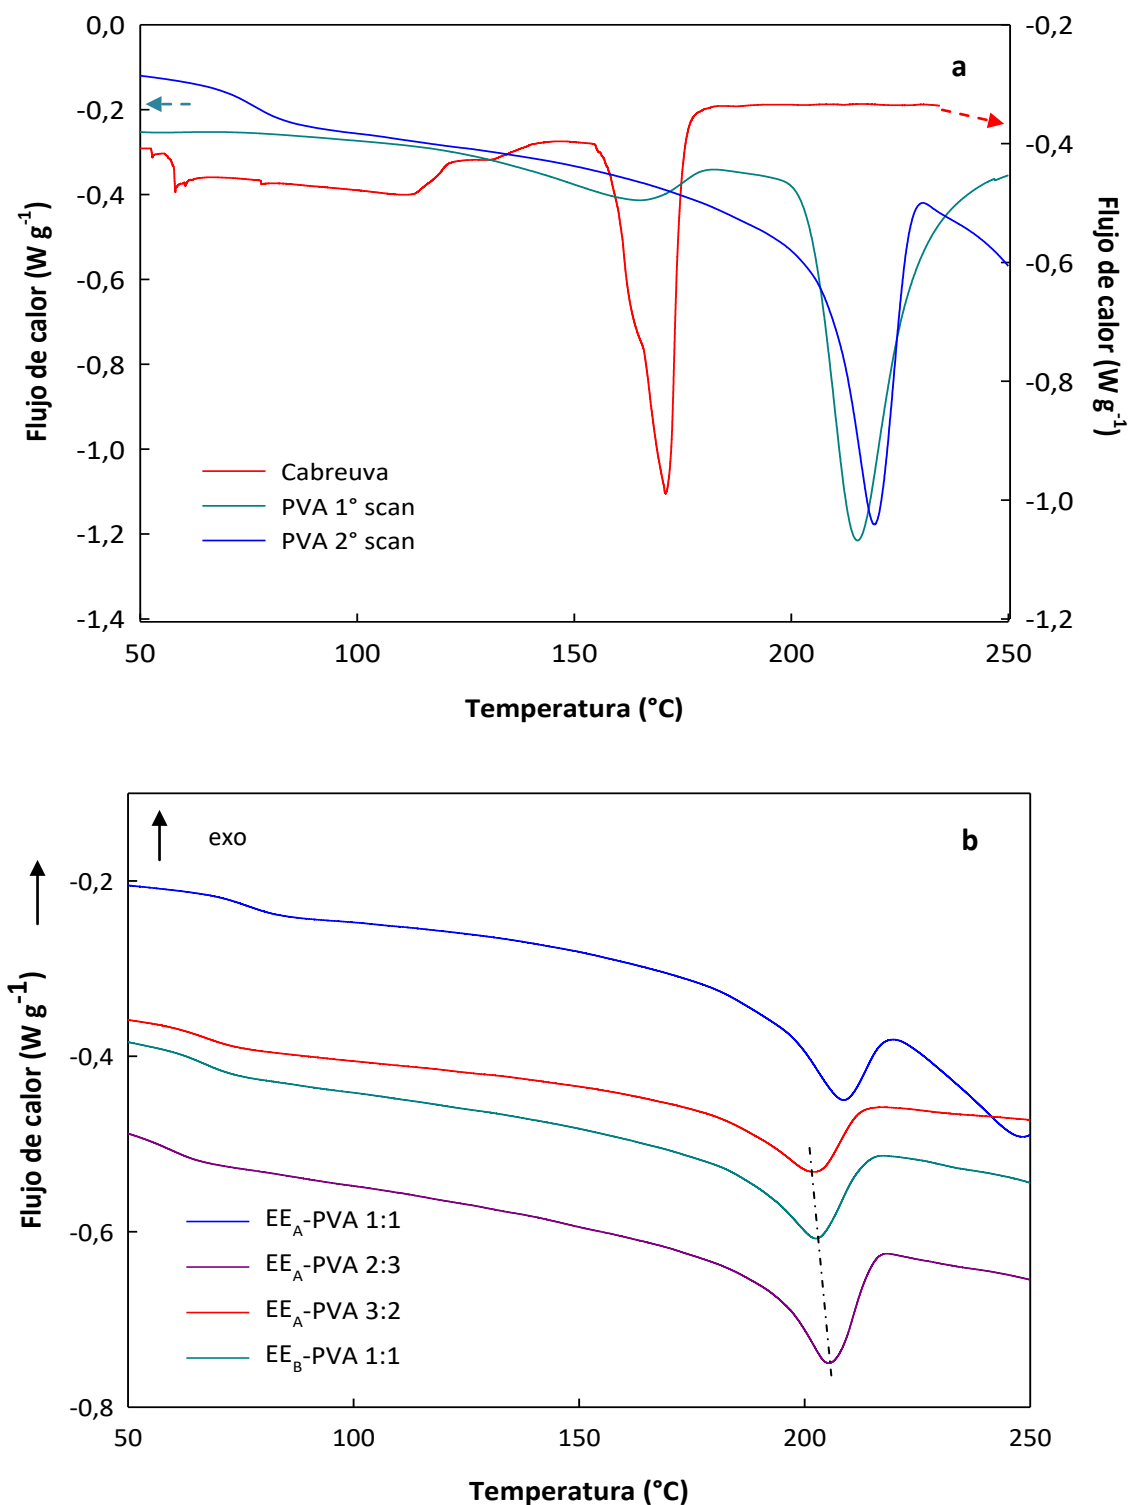 a
0,0
-0,2
-0,4
-0,6
-0,8
-1,0
-1,2
-1,4
Flujo de calor (W g-1)
-0,2
-0,4
-0,6
-0,8
-1,0
-1,2
Flujo de calor (W g-1)
Cabreuva
PVA 1° scan
PVA 2° scan
50 100 150 200 250
Temperatura (°C)
exo
b
-0,2
-0,4
-0,6
-0,8
Flujo de calor (W g-1)
EEA-PVA 1:1
EEA-PVA 2:3
EEA-PVA 3:2
EEB-PVA 1:1
50 100 150 200 250
Temperatura (°C)